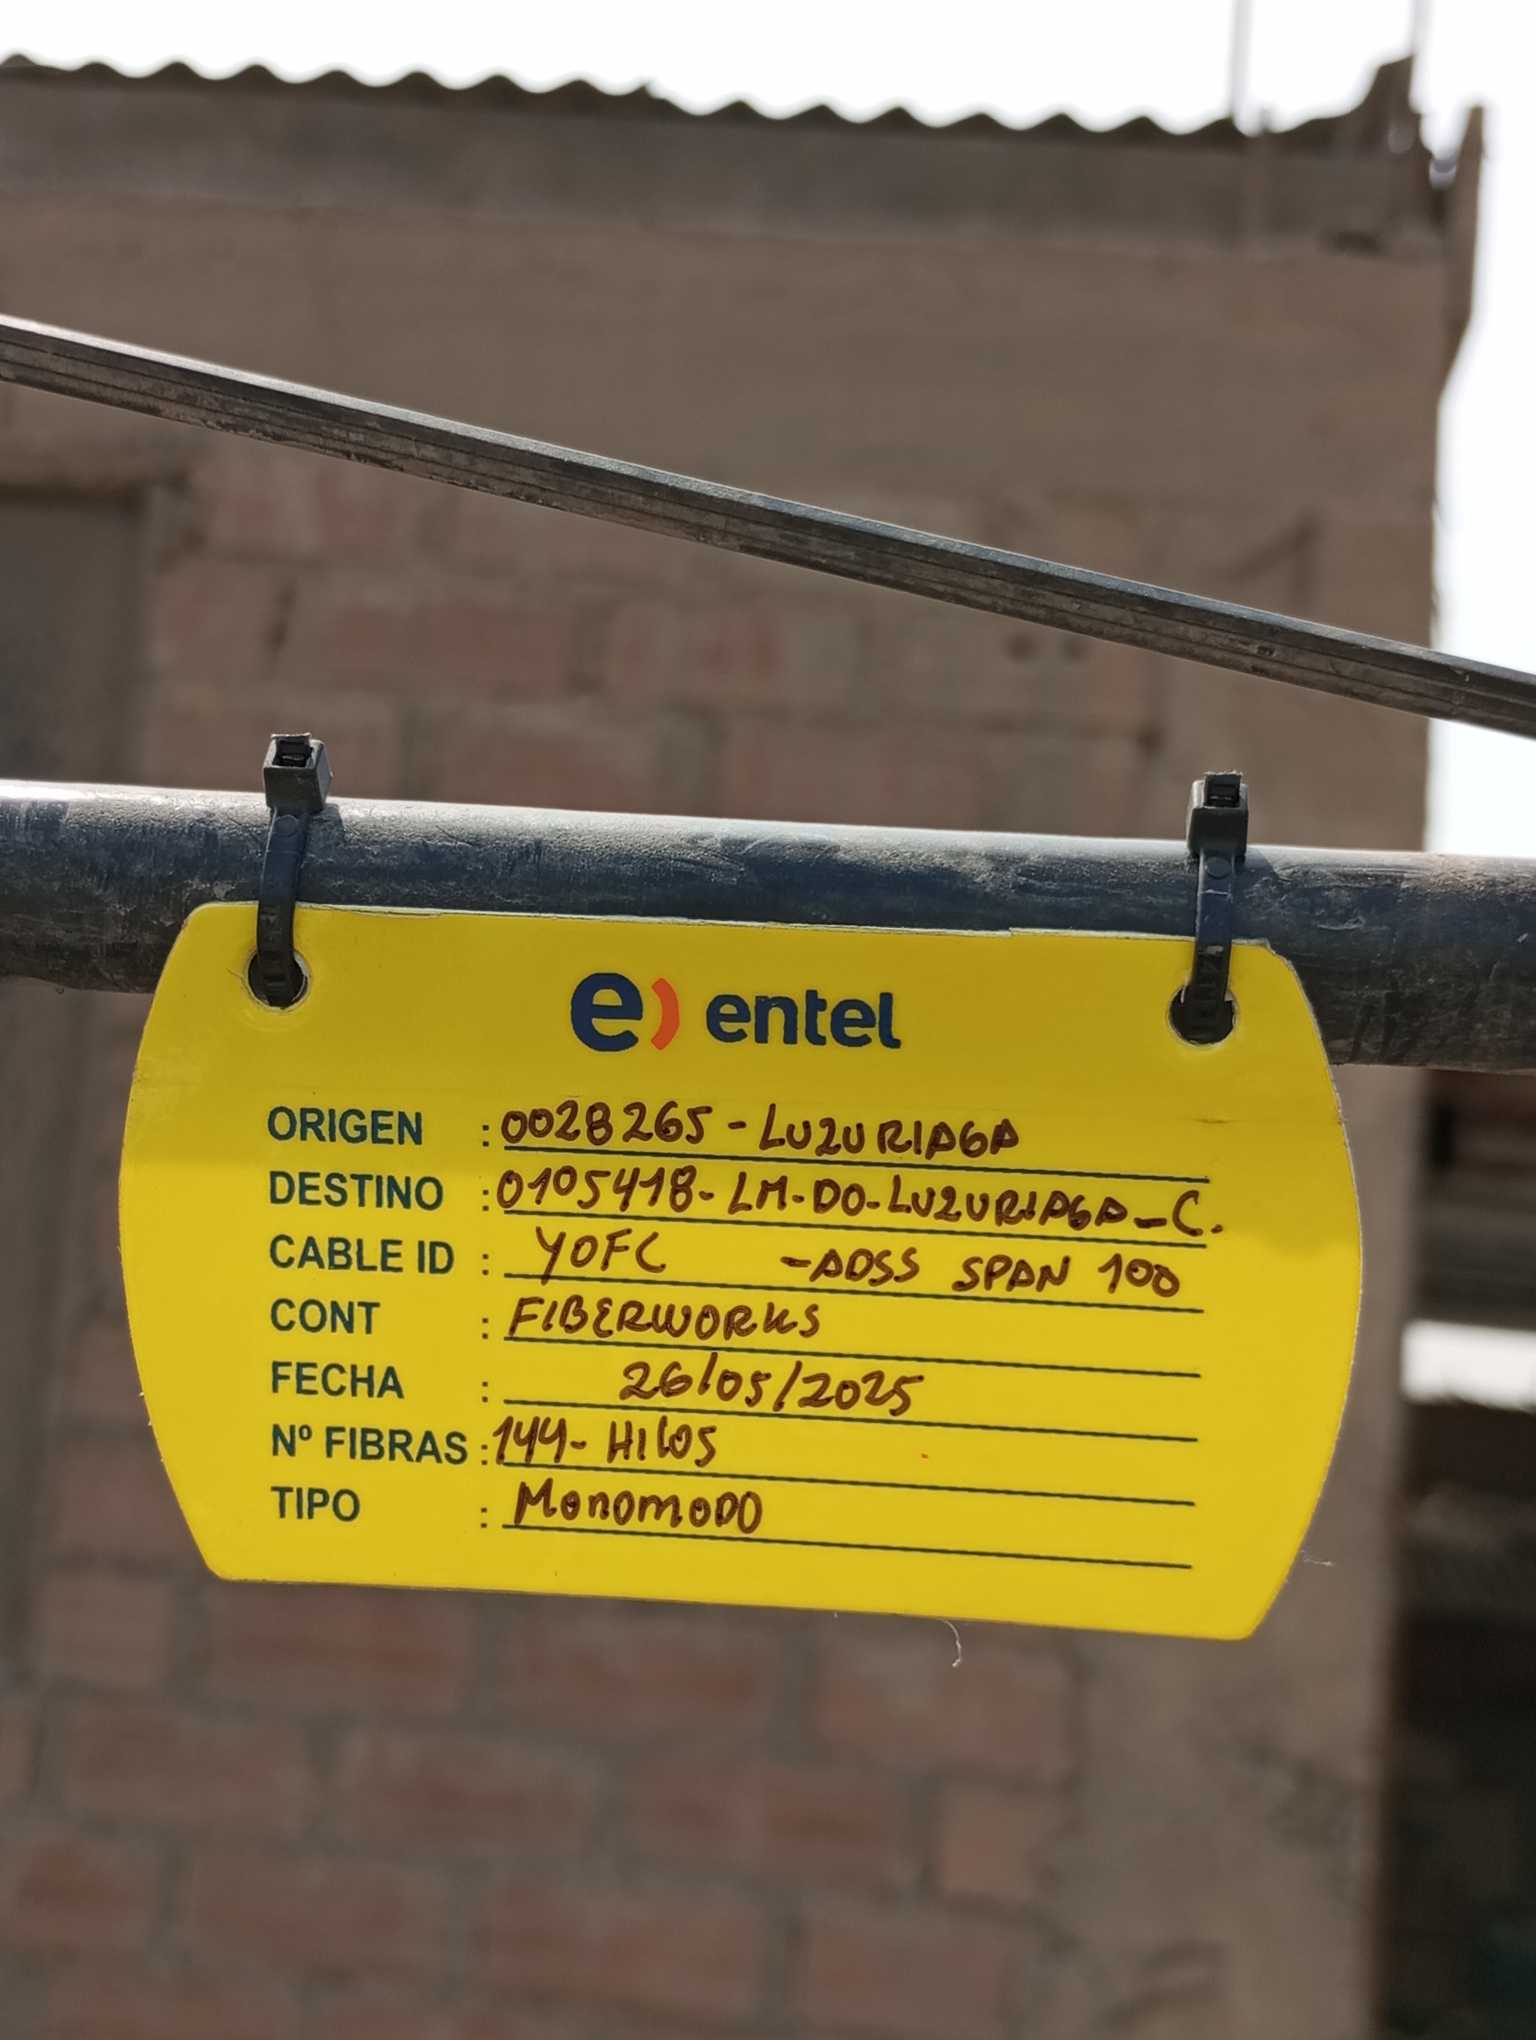 e) entel
ORIGEN : 0028265 - LUZURIAGA
DESTINO : 0105418- LM-DO-LUZURIAGA_C.
CABLE ID : YOFC -ADSS SPAN 100
CONT : FIBERWORKS
FECHA : 26/05/2025
Nº FIBRAS : 144- HILOS
TIPO : MONOMODO